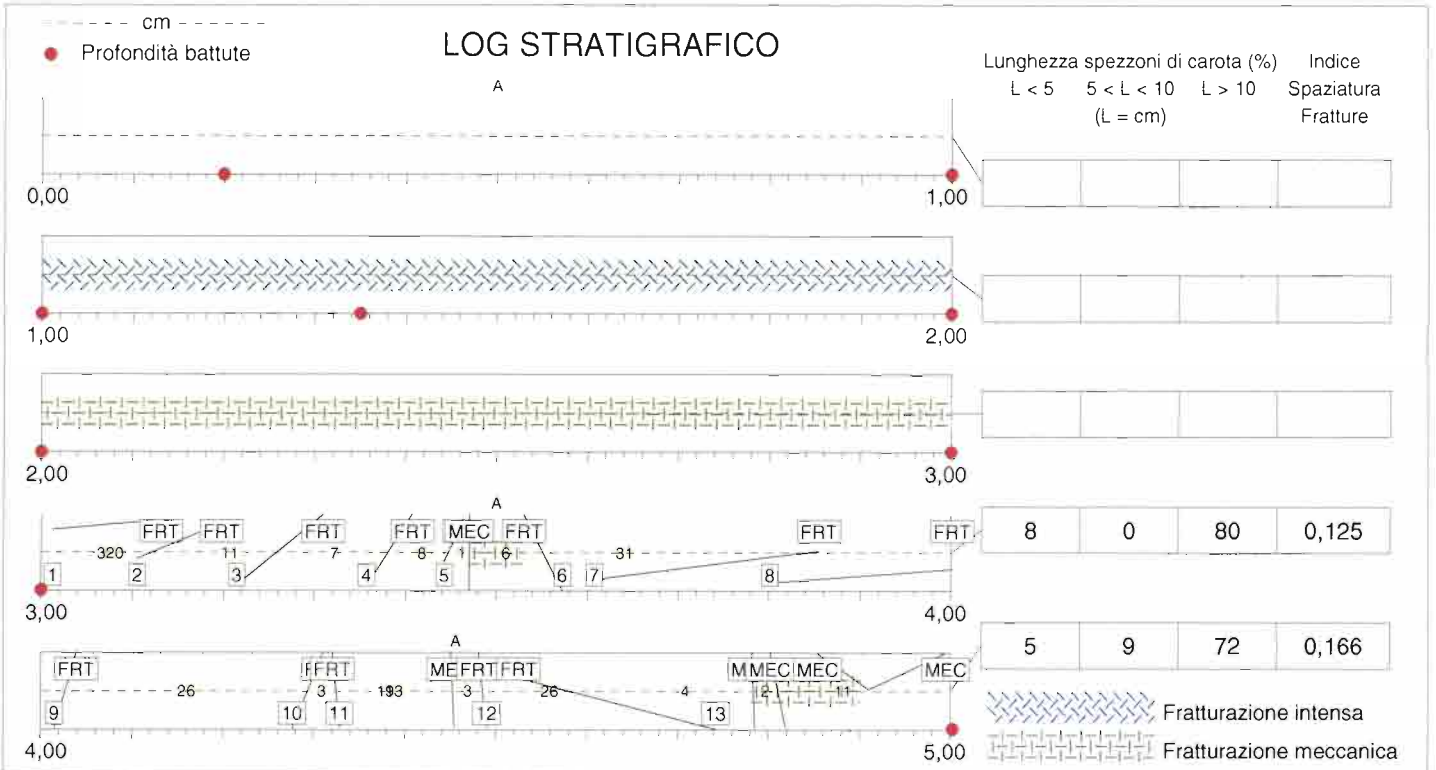 cm
Profondità battute
LOG STRATIGRAFICO
Lunghezza spezzoni di carota (%) Indice
L < 5 5 < L < 10 L > 10 Spaziatura
(L = cm) Fratture
A
0,00 1,00
1,00 2,00
2,00 3,00
A
FRT FRT FRT FRT MEC FRT FRT FRT
320 11 7 8 1 6 31
1 2 3 4 5 6 7 8
3,00 4,00
8 0 80 0,125
A
FRT FRT FRT FRT MEC MEC MEC
26 3 3 26 4 2 11
9 10 11 12 13
4,00 5,00
5 9 72 0,166
Fratturazione intensa
Fratturazione meccanica